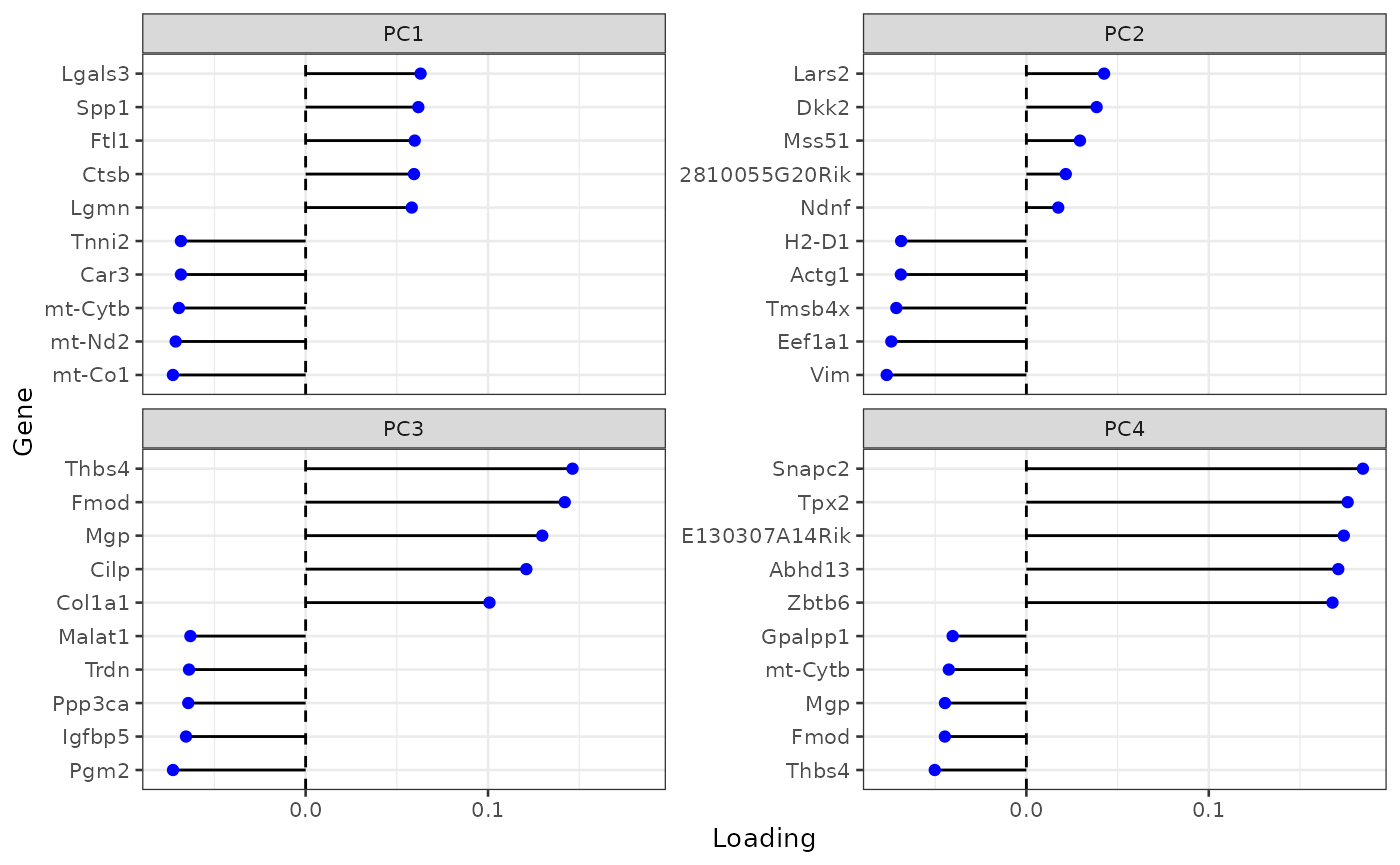 PC1
Lgals3
Spp1
Ftl1
Ctsb
Lgmn
Tnni2
Car3
mt-Cytb
mt-Nd2
mt-Co1
PC2
Lars2
Dkk2
Mss51
2810055G20Rik
Ndnf
H2-D1
Actg1
Tmsb4x
Eef1a1
Vim
Gene
PC3
Thbs4
Fmod
Mgp
Cilp
Col1a1
Malat1
Trdn
Ppp3ca
Igfbp5
Pgm2
0.0 0.1
PC4
Snapc2
Tpx2
E130307A14Rik
Abhd13
Zbtb6
Gpalpp1
mt-Cytb
Mgp
Fmod
Thbs4
0.0 0.1
Loading